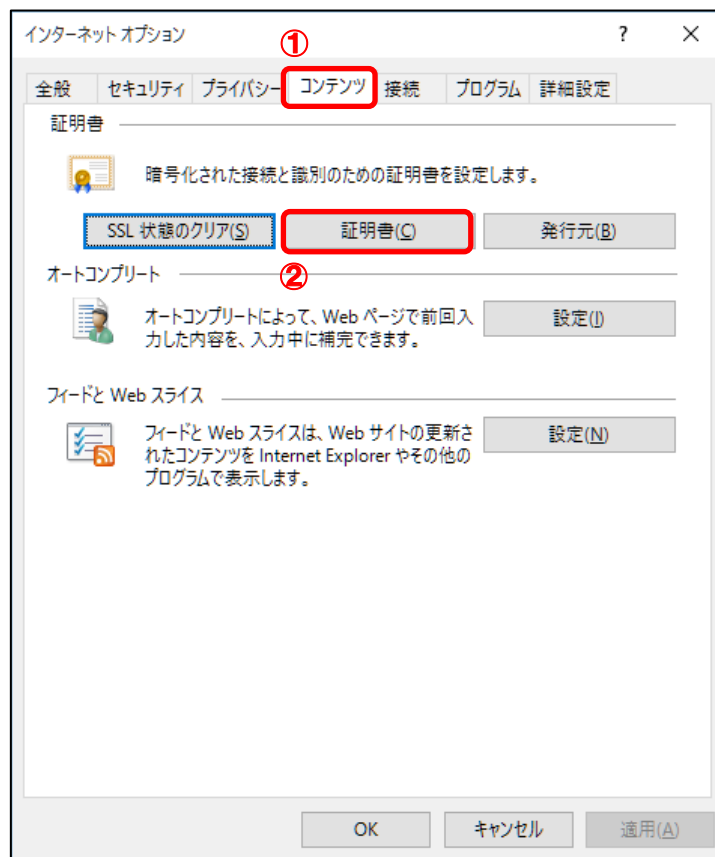 インターネット オプション ? ×
①
全般 セキュリティ プライバシー コンテンツ 接続 プログラム 詳細設定
証明書
暗号化された接続と識別のための証明書を設定します。
SSL 状態のクリア(S) 証明書(C) 発行元(B)
②
オートコンプリート
オートコンプリートによって、Web ページで前回入
力した内容を、入力中に補完できます。
設定(I)
フィードと Web スライス
フィードと Web スライスは、Web サイトの更新さ
れたコンテンツを Internet Explorer やその他の
プログラムで表示します。
設定(N)
OK キャンセル 適用(A)